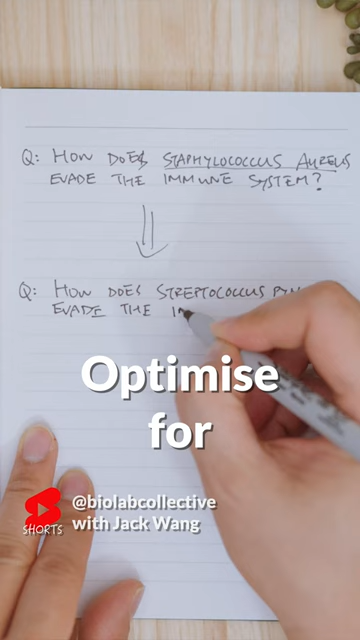 Q: HOW DOES STAPHYLOCOCCUS AUREUS
EVADE THE IMMUNE SYSTEM?
Q: HOW DOES STREPTOCOCCUS
EVADE THE
Optimise
for
@biolabcollective
SHORTS
with Jack Wang